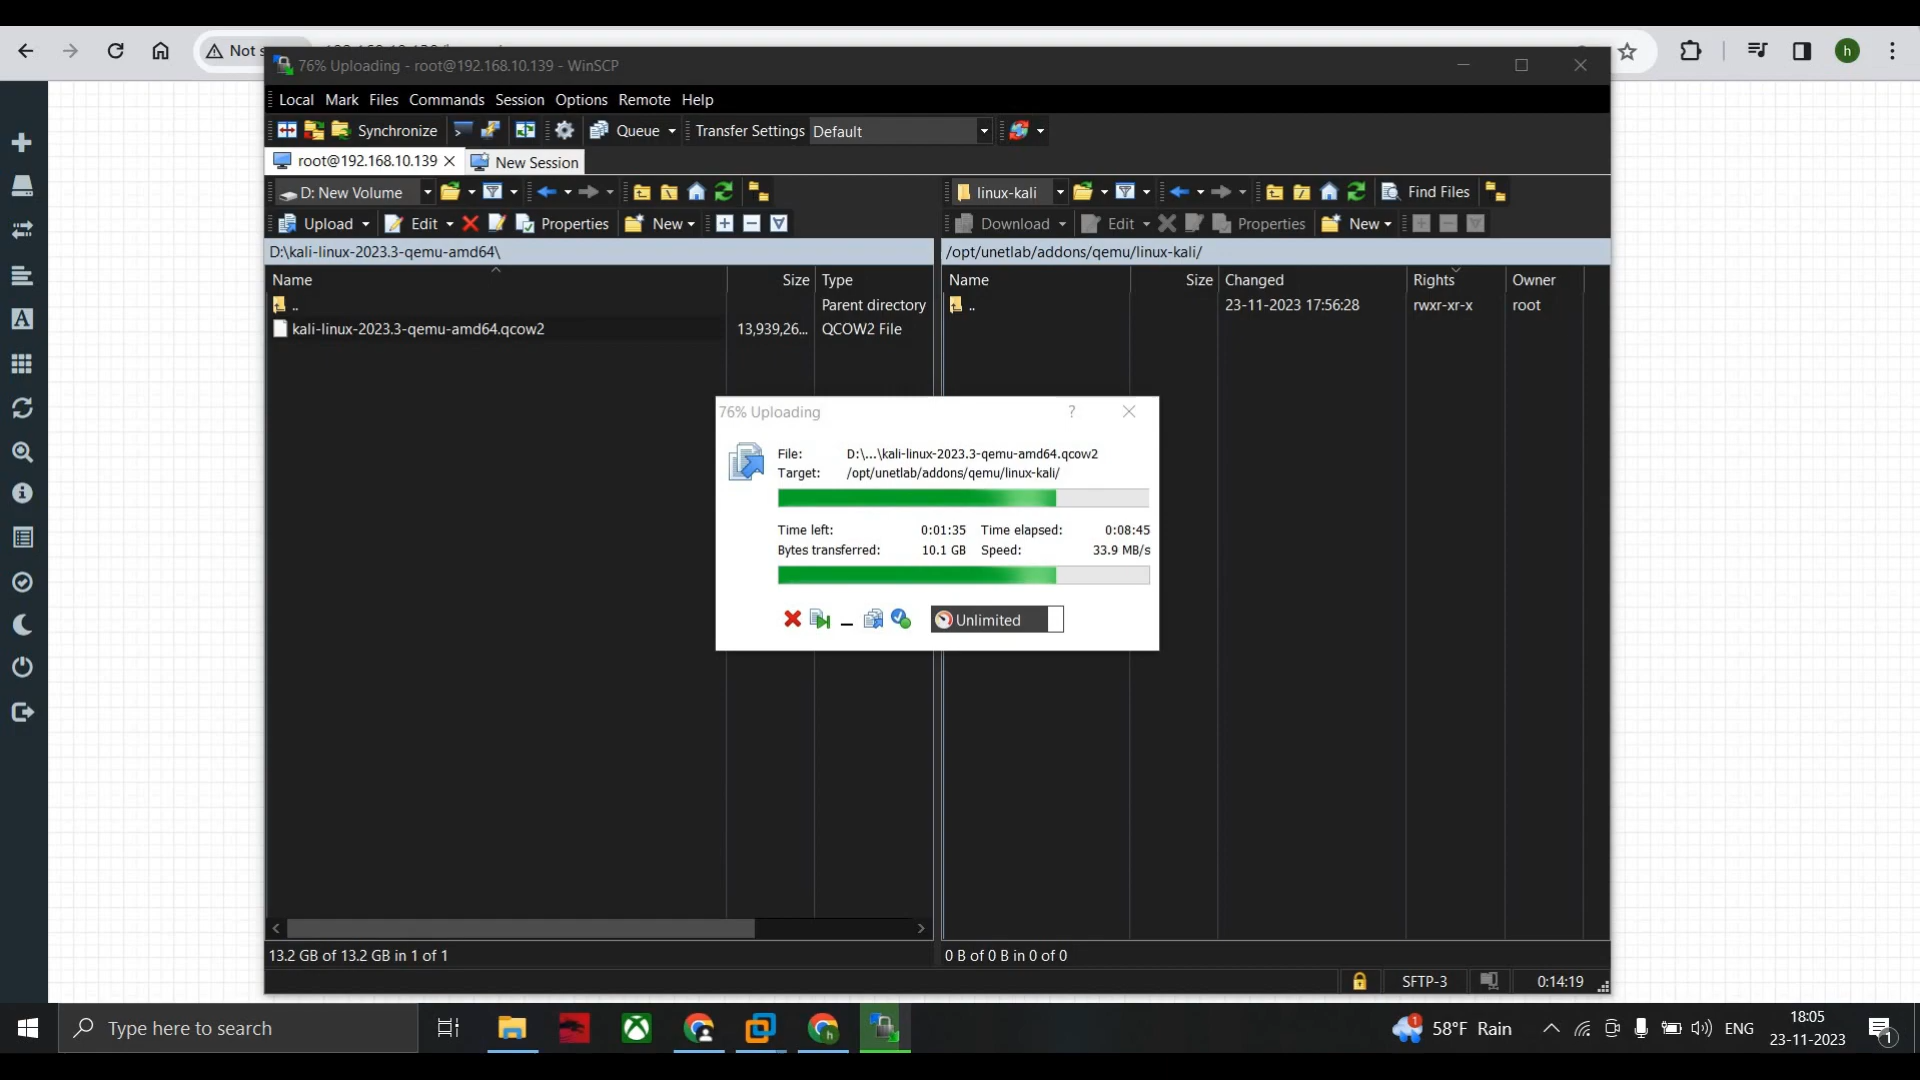 Not s
76% Uploading - root@192.168.10.139 - WinSCP
h
Local Mark Files Commands Session Options Remote Help
Synchronize Queue Transfer Settings Default
root@192.168.10.139 New Session
D: New Volume linux-kali Find Files
Upload Edit Properties New Download Edit Properties New
D:\kali-linux-2023.3-qemu-amd64\ /opt/unetlab/addons/qemu/linux-kali/
Name Size Type Name Size Changed Rights Owner
.. Parent directory .. 23-11-2023 17:56:28 rwxr-xr-x root
kali-linux-2023.3-qemu-amd64.qcow2 13,939,26... QCOW2 File
76% Uploading ?
File: D:\...\kali-linux-2023.3-qemu-amd64.qcow2
Target: /opt/unetlab/addons/qemu/linux-kali/
Time left: 0:01:35 Time elapsed: 0:08:45
Bytes transferred: 10.1 GB Speed: 33.9 MB/s
Unlimited
13.2 GB of 13.2 GB in 1 of 1 0 B of 0 B in 0 of 0
SFTP-3 0:14:19
Type here to search h 1 58°F Rain ENG 18:05 1
23-11-2023